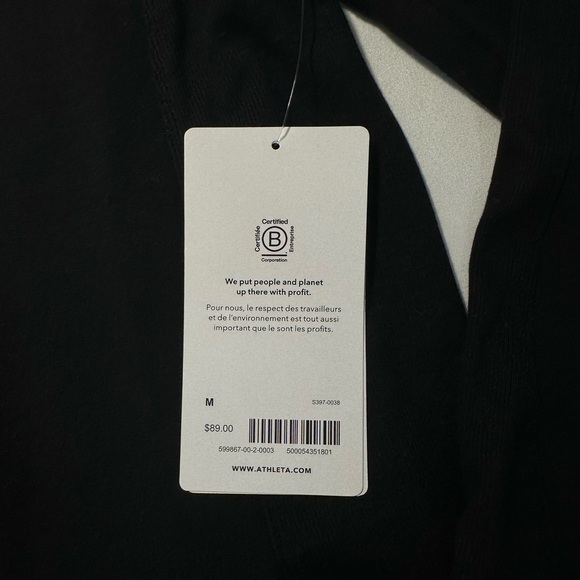 Certified
Certifiée
B
Entreprise
Corporation
We put people and planet
up there with profit.
Pour nous, le respect des travailleurs
et de l'environnement est tout aussi
important que le sont les profits.
M 5397-0038
$89.00
599867-00-2-0003 500054351801
WWW.ATHLETA.COM